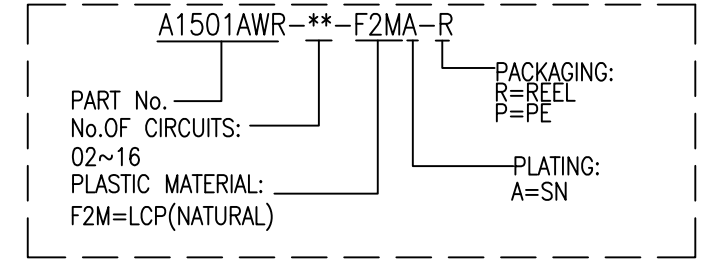 A1501AWR-**-F2MA-R
PACKAGING:
R=REEL
P=PE
PART No.
No.OF CIRCUITS:
02~16
PLASTIC MATERIAL:
F2M=LCP(NATURAL)
PLATING:
A=SN